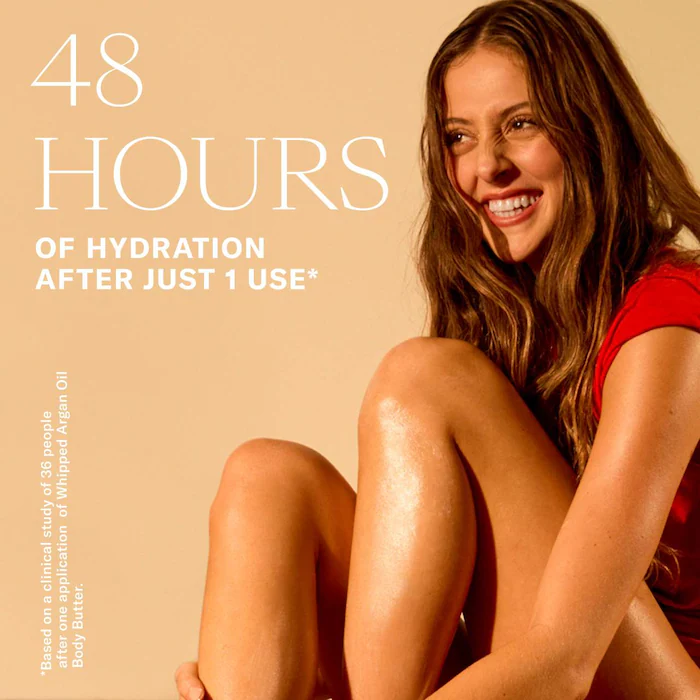 48
HOURS
OF HYDRATION
AFTER JUST 1 USE*
*Based on a clinical study of 36 people
after one application of Whipped Argan Oil
Body Butter.